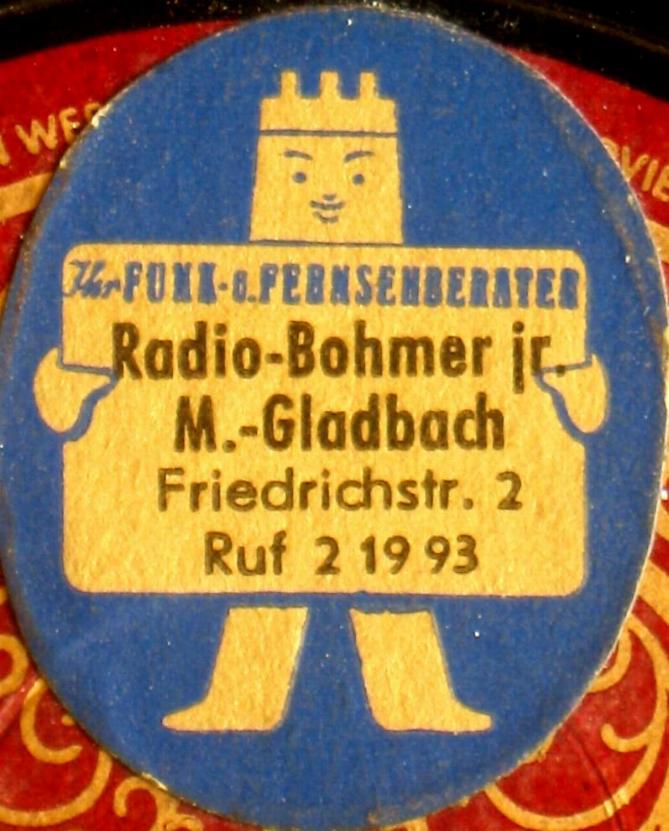 Ihr FUNK-u. FERNSEHBERATER
Radio-Bohmer jr.
M.-Gladbach
Friedrichstr. 2
Ruf 2 19 93